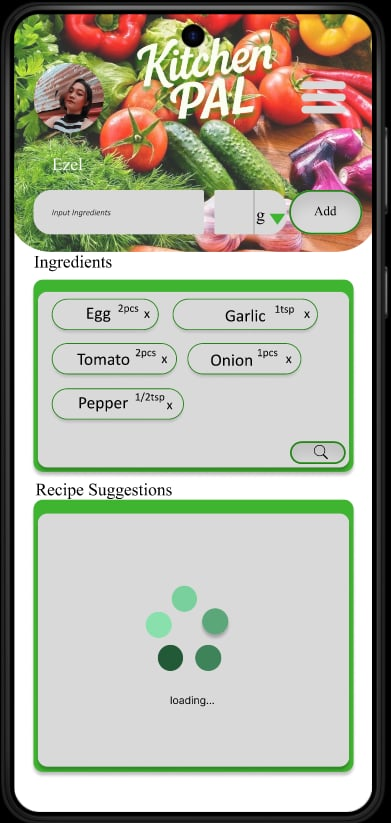 Kitchen
PAL
Ezel
Input Ingredients
g
Add
Ingredients
Egg 2pcs x
Garlic 1tsp x
Tomato 2pcs x
Onion 1pcs x
Pepper 1/2tsp x
Recipe Suggestions
loading...